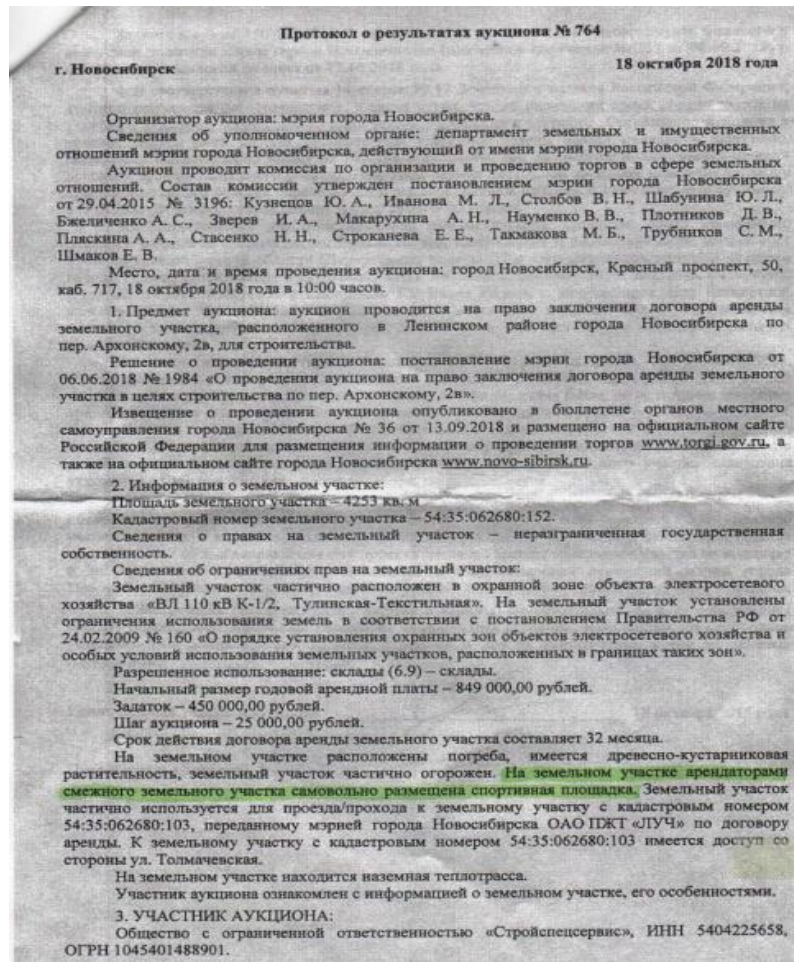 Протокол о результатах аукциона № 764
г. Новосибирск
18 октября 2018 года
Организатор аукциона: мэрия города Новосибирска.
Сведения об уполномоченном органе: департамент земельных и имущественных
отношений мэрии города Новосибирска, действующий от имени мэрии города Новосибирска.
Аукцион проводит комиссия по организации и проведению торгов в сфере земельных
отношений. Состав комиссии утвержден постановлением мэрии города Новосибирска
от 29.04.2015 № 3196: Кузнецов Ю. А., Иванова М. Л., Столбов В. Н., Шабунина Ю. Л.,
Бжеличенко А. С., Зверев И. А., Макарухина А. Н., Науменко В. В., Плотников Д. В.,
Пляскина А. А., Стасенко Н. Н., Строканева Е. Е., Такмакова М. Б., Трубников С. М.,
Шмаков Е. В.
Место, дата и время проведения аукциона: город Новосибирск, Красный проспект, 50,
каб. 717, 18 октября 2018 года в 10:00 часов.
1. Предмет аукциона: аукцион проводится на право заключения договора аренды
земельного участка, расположенного в Ленинском районе города Новосибирска по
пер. Архонскому, 2в, для строительства.
Решение о проведении аукциона: постановление мэрии города Новосибирска от
06.06.2018 № 1984 «О проведении аукциона на право заключения договора аренды земельного
участка в целях строительства по пер. Архонскому, 2в».
Извещение о проведении аукциона опубликовано в бюллетене органов местного
самоуправления города Новосибирска № 36 от 13.09.2018 и размещено на официальном сайте
Российской Федерации для размещения информации о проведении торгов www.torgi.gov.ru, а
также на официальном сайте города Новосибирска www.novo-sibirsk.ru.
2. Информация о земельном участке:
Площадь земельного участка – 4253 кв. м
Кадастровый номер земельного участка – 54:35:062680:152.
Сведения о правах на земельный участок – неразграниченная государственная
собственность.
Сведения об ограничениях прав на земельный участок:
Земельный участок частично расположен в охранной зоне объекта электросетевого
хозяйства «ВЛ 110 кВ К-1/2, Тулинская-Текстильная». На земельный участок установлены
ограничения использования земель в соответствии с постановлением Правительства РФ от
24.02.2009 № 160 «О порядке установления охранных зон объектов электросетевого хозяйства и
особых условий использования земельных участков, расположенных в границах таких зон».
Разрешенное использование: склады (6.9) – склады.
Начальный размер годовой арендной платы – 849 000,00 рублей.
Задаток – 450 000,00 рублей.
Шаг аукциона – 25 000,00 рублей.
Срок действия договора аренды земельного участка составляет 32 месяца.
На земельном участке расположены погреба, имеется древесно-кустарниковая
растительность, земельный участок частично огорожен. На земельном участке арендаторами
смежного земельного участка самовольно размещена спортивная площадка. Земельный участок
частично используется для проезда/прохода к земельному участку с кадастровым номером
54:35:062680:103, переданному мэрией города Новосибирска ОАО ПЖТ «ЛУЧ» по договору
аренды. К земельному участку с кадастровым номером 54:35:062680:103 имеется доступ со
стороны ул. Толмачевская.
На земельном участке находится наземная теплотрасса.
Участник аукциона ознакомлен с информацией о земельном участке, его особенностями.
3. УЧАСТНИК АУКЦИОНА:
Общество с ограниченной ответственностью «Стройспецсервис», ИНН 5404225658,
ОГРН 1045401488901.